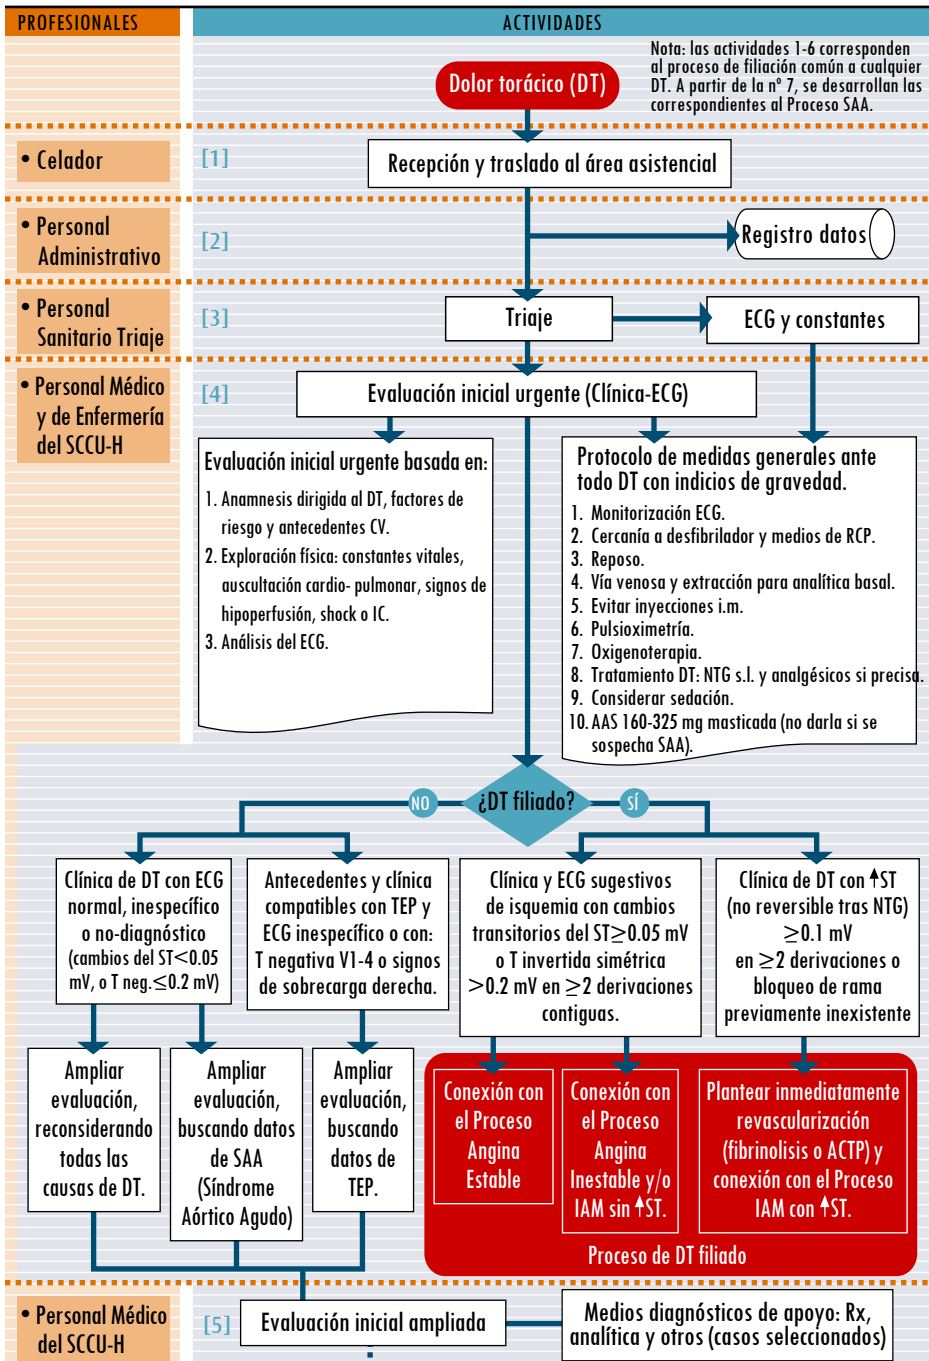 PROFESIONALES
ACTIVIDADES
Nota: las actividades 1-6 corresponden
al proceso de filiación común a cualquier
DT. A partir de la nº 7, se desarrollan las
correspondientes al Proceso SAA.
Dolor torácico (DT)
• Celador
[1]
Recepción y traslado al área asistencial
• Personal
Administrativo
[2]
Registro datos
• Personal
Sanitario Triaje
[3]
Triaje
ECG y constantes
• Personal Médico
y de Enfermería
del SCCU-H
[4]
Evaluación inicial urgente (Clínica-ECG)
Evaluación inicial urgente basada en:
1. Anamnesis dirigida al DT, factores de
riesgo y antecedentes CV.
2. Exploración física: constantes vitales,
auscultación cardio- pulmonar, signos de
hipoperfusión, shock o IC.
3. Análisis del ECG.
Protocolo de medidas generales ante
todo DT con indicios de gravedad.
1. Monitorización ECG.
2. Cercanía a desfibrilador y medios de RCP.
3. Reposo.
4. Vía venosa y extracción para analítica basal.
5. Evitar inyecciones i.m.
6. Pulsioximetría.
7. Oxigenoterapia.
8. Tratamiento DT: NTG s.l. y analgésicos si precisa.
9. Considerar sedación.
10. AAS 160-325 mg masticada (no darla si se
sospecha SAA).
NO
¿DT filiado?
SÍ
Clínica de DT con ECG
normal, inespecífico
o no-diagnóstico
(cambios del ST<0.05
mV, o T neg.≤0.2 mV)
Antecedentes y clínica
compatibles con TEP y
ECG inespecífico o con:
T negativa V1-4 o signos
de sobrecarga derecha.
Clínica y ECG sugestivos
de isquemia con cambios
transitorios del ST≥0.05 mV
o T invertida simétrica
>0.2 mV en ≥2 derivaciones
contiguas.
Clínica de DT con ↑ST
(no reversible tras NTG)
≥0.1 mV
en ≥2 derivaciones o
bloqueo de rama
previamente inexistente
Ampliar
evaluación,
reconsiderando
todas las
causas de DT.
Ampliar
evaluación,
buscando datos
de SAA
(Síndrome
Aórtico Agudo)
Ampliar
evaluación,
buscando
datos de
TEP.
Conexión con
el Proceso
Angina
Estable
Conexión con
el Proceso
Angina
Inestable y/o
IAM sin ↑ST.
Plantear inmediatamente
revascularización
(fibrinolisis o ACTP) y
conexión con el Proceso
IAM con ↑ST.
Proceso de DT filiado
• Personal Médico
del SCCU-H
[5]
Evaluación inicial ampliada
Medios diagnósticos de apoyo: Rx,
analítica y otros (casos seleccionados)